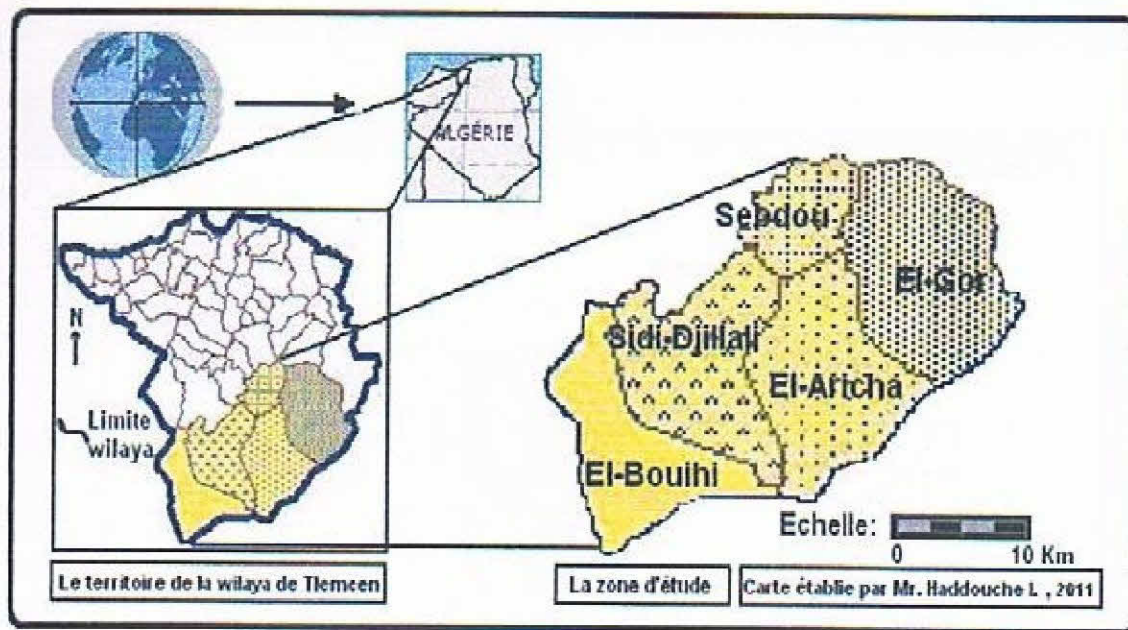 ALGÉRIE
Sebdou
El-Gor
Sidi-Djillali
El-Aricha
El-Bouihi
N
Limite
wilaya
Echelle:
0 10 Km
Le territoire de la wilaya de Tlemcen
La zone d'étude
Carte établie par Mr. Haddouche I., 2011